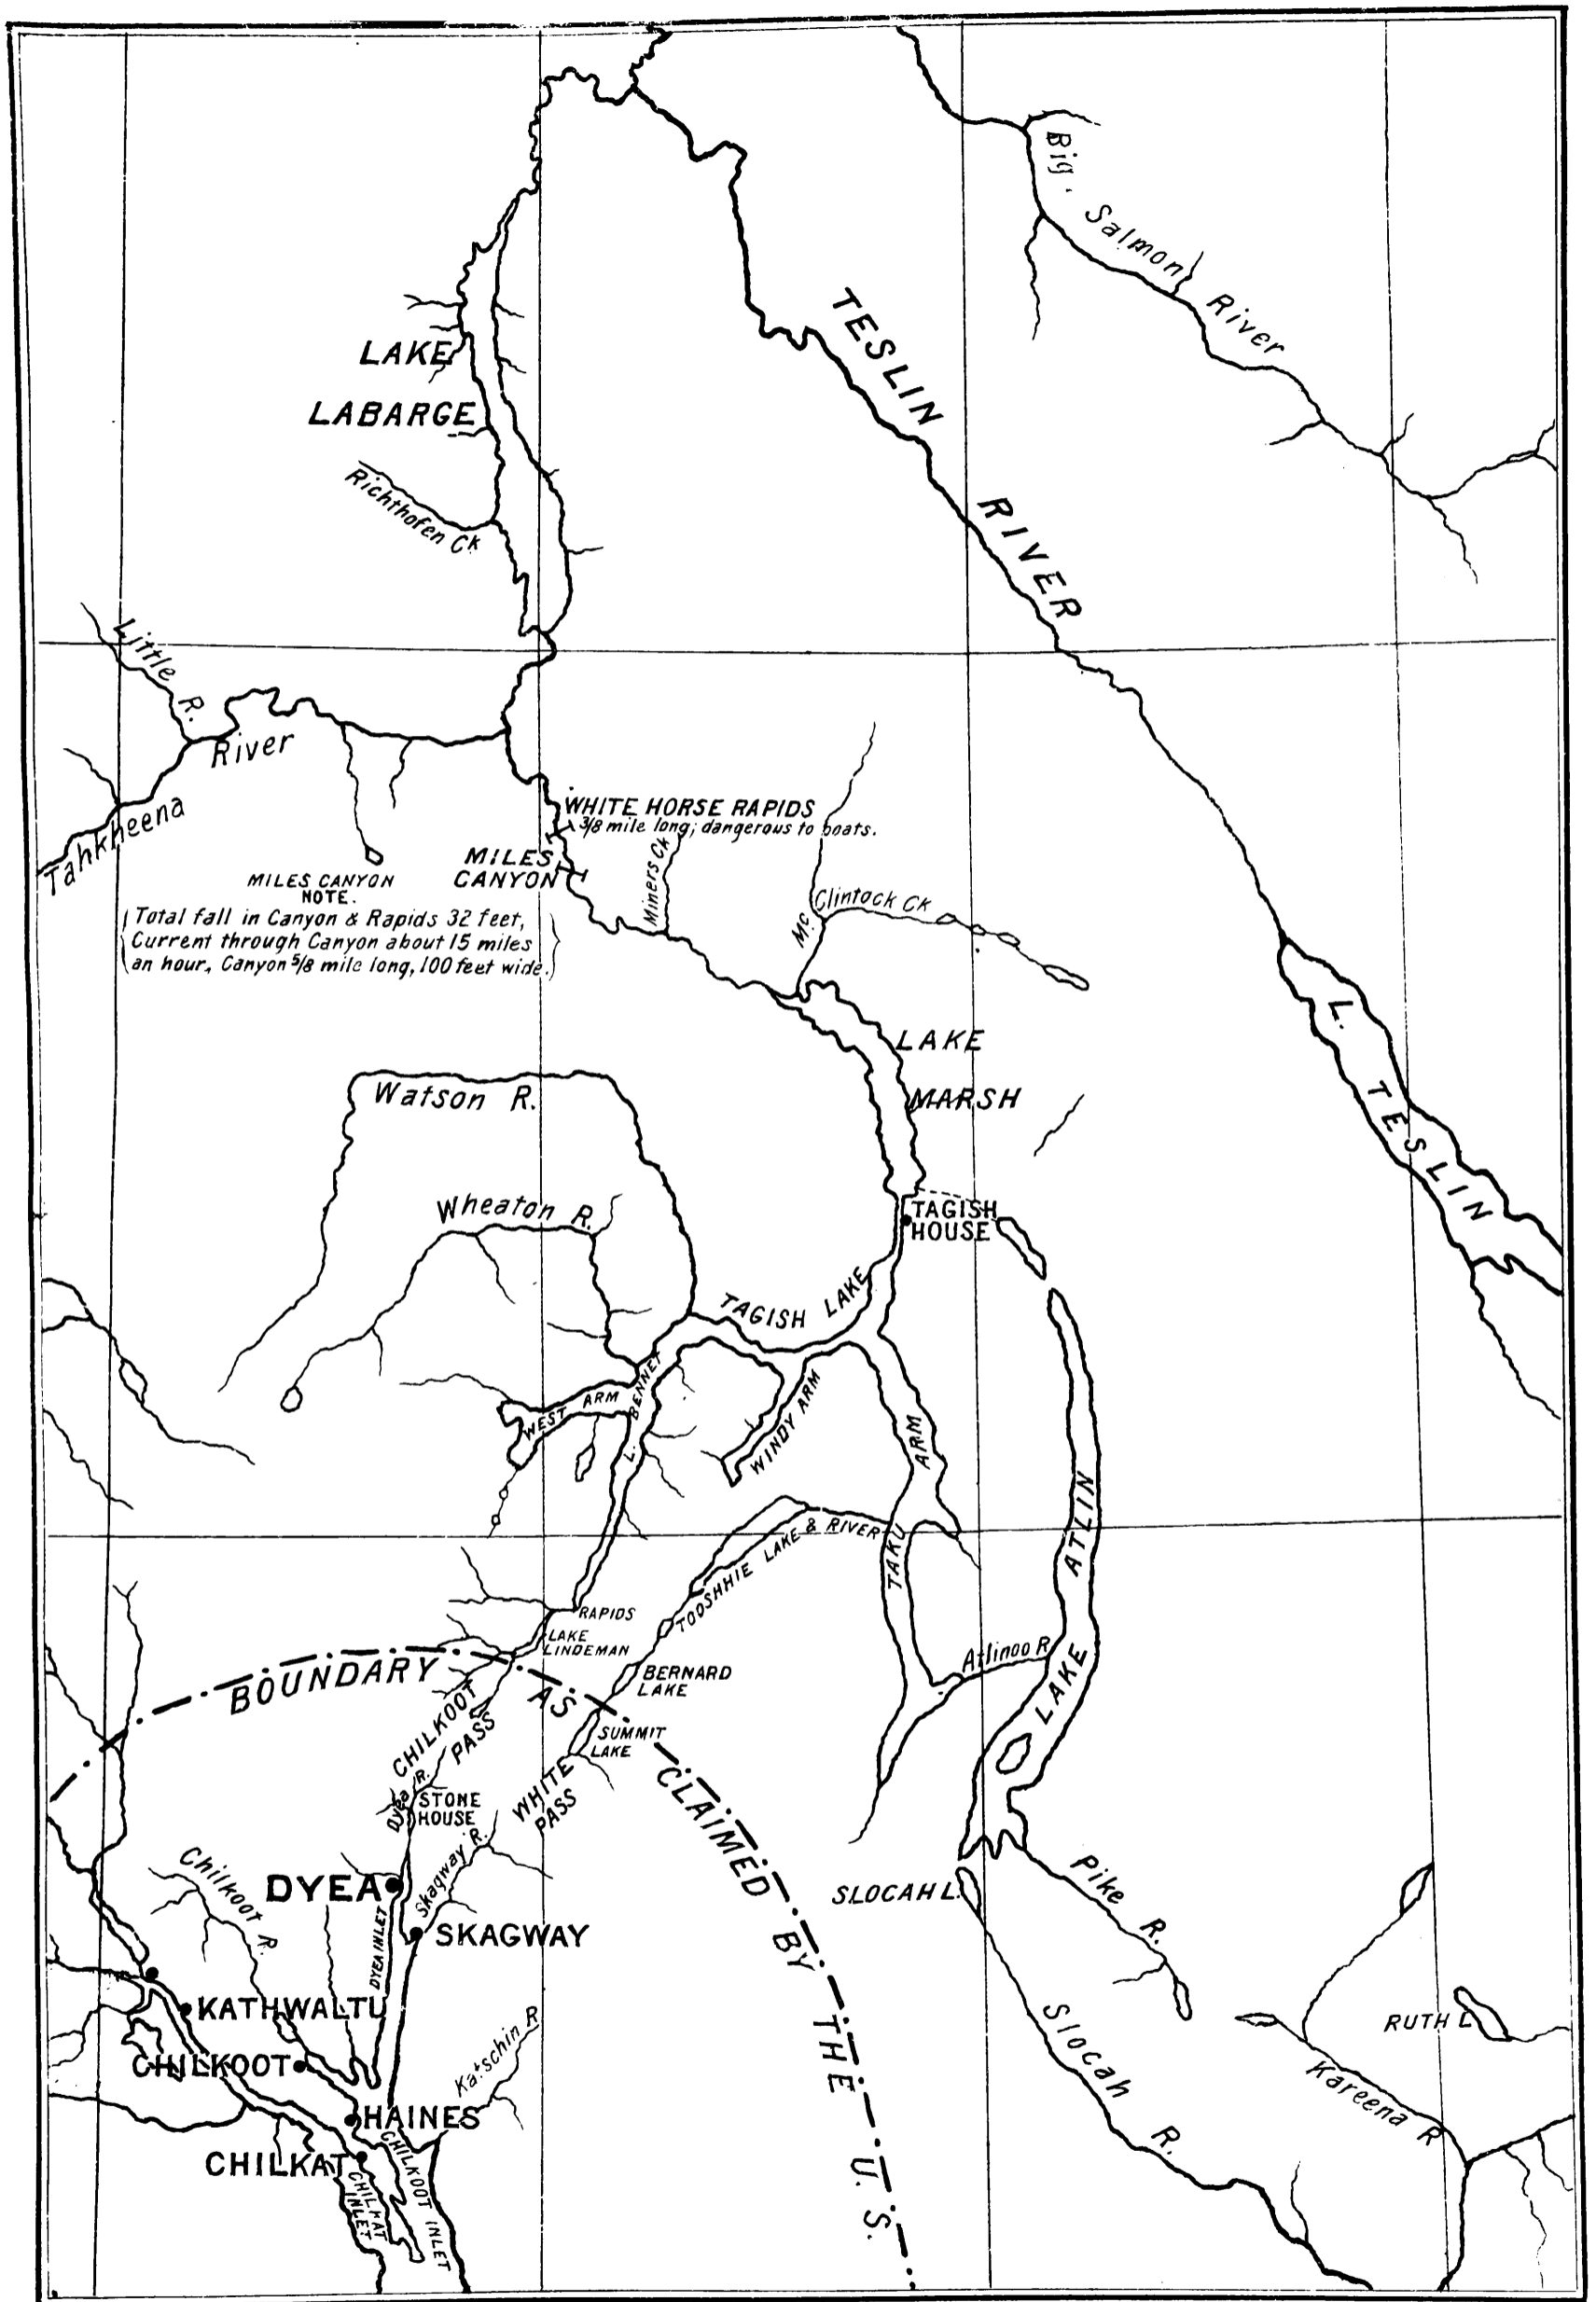 Big Salmon River
TESLIN RIVER
LAKE
LABARGE
Richthofen Ck
Little R.
Tahkheena River
WHITE HORSE RAPIDS
3/8 mile long; dangerous to boats.
MILES
CANYON
MILES CANYON
NOTE.
Total fall in Canyon & Rapids 32 feet,
Current through Canyon about 15 miles
an hour, Canyon 5/8 mile long, 100 feet wide.
Miners Ck
McClintock Ck
LAKE
MARSH
L. TESLIN
Watson R.
Wheaton R.
TAGISH
HOUSE
TAGISH LAKE
WEST ARM
L. BENNET
WINDY ARM
TAKU ARM
LAKE ATLIN
TOOSHHIE LAKE & RIVER
RAPIDS
LAKE
LINDEMAN
Atlinoo R
BERNARD
LAKE
BOUNDARY AS CLAIMED BY THE U.S.
CHILKOOT
PASS
SUMMIT
LAKE
WHITE
PASS
Dyea R.
STONE
HOUSE
Skagway R.
Chilkoot R.
DYEA
SKAGWAY
DYEA INLET
SLOCAH L.
Pike R.
KATHWALTU
CHILKOOT
Katschin R
HAINES
CHILKAT
CHILKAT
INLET
CHILKOOT INLET
Slocah R.
RUTH L
Kareena R